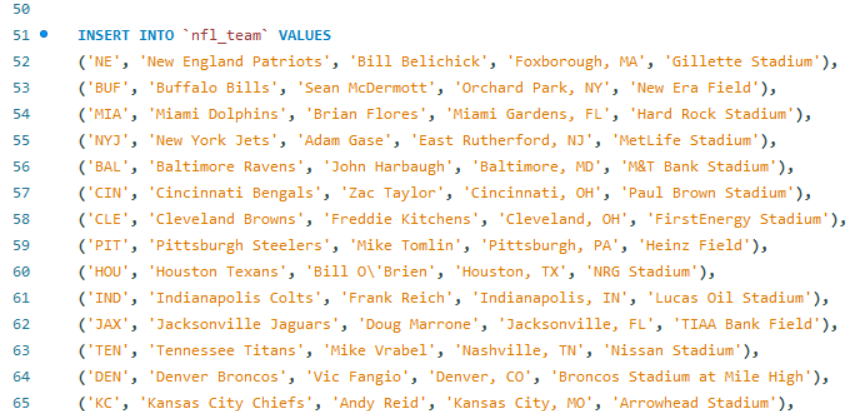 50
51 INSERT INTO `nfl_team` VALUES
52 ('NE', 'New England Patriots', 'Bill Belichick', 'Foxborough, MA', 'Gillette Stadium'),
53 ('BUF', 'Buffalo Bills', 'Sean McDermott', 'Orchard Park, NY', 'New Era Field'),
54 ('MIA', 'Miami Dolphins', 'Brian Flores', 'Miami Gardens, FL', 'Hard Rock Stadium'),
55 ('NYJ', 'New York Jets', 'Adam Gase', 'East Rutherford, NJ', 'MetLife Stadium'),
56 ('BAL', 'Baltimore Ravens', 'John Harbaugh', 'Baltimore, MD', 'M&T Bank Stadium'),
57 ('CIN', 'Cincinnati Bengals', 'Zac Taylor', 'Cincinnati, OH', 'Paul Brown Stadium'),
58 ('CLE', 'Cleveland Browns', 'Freddie Kitchens', 'Cleveland, OH', 'FirstEnergy Stadium'),
59 ('PIT', 'Pittsburgh Steelers', 'Mike Tomlin', 'Pittsburgh, PA', 'Heinz Field'),
60 ('HOU', 'Houston Texans', 'Bill O\'Brien', 'Houston, TX', 'NRG Stadium'),
61 ('IND', 'Indianapolis Colts', 'Frank Reich', 'Indianapolis, IN', 'Lucas Oil Stadium'),
62 ('JAX', 'Jacksonville Jaguars', 'Doug Marrone', 'Jacksonville, FL', 'TIAA Bank Field'),
63 ('TEN', 'Tennessee Titans', 'Mike Vrabel', 'Nashville, TN', 'Nissan Stadium'),
64 ('DEN', 'Denver Broncos', 'Vic Fangio', 'Denver, CO', 'Broncos Stadium at Mile High'),
65 ('KC', 'Kansas City Chiefs', 'Andy Reid', 'Kansas City, MO', 'Arrowhead Stadium'),